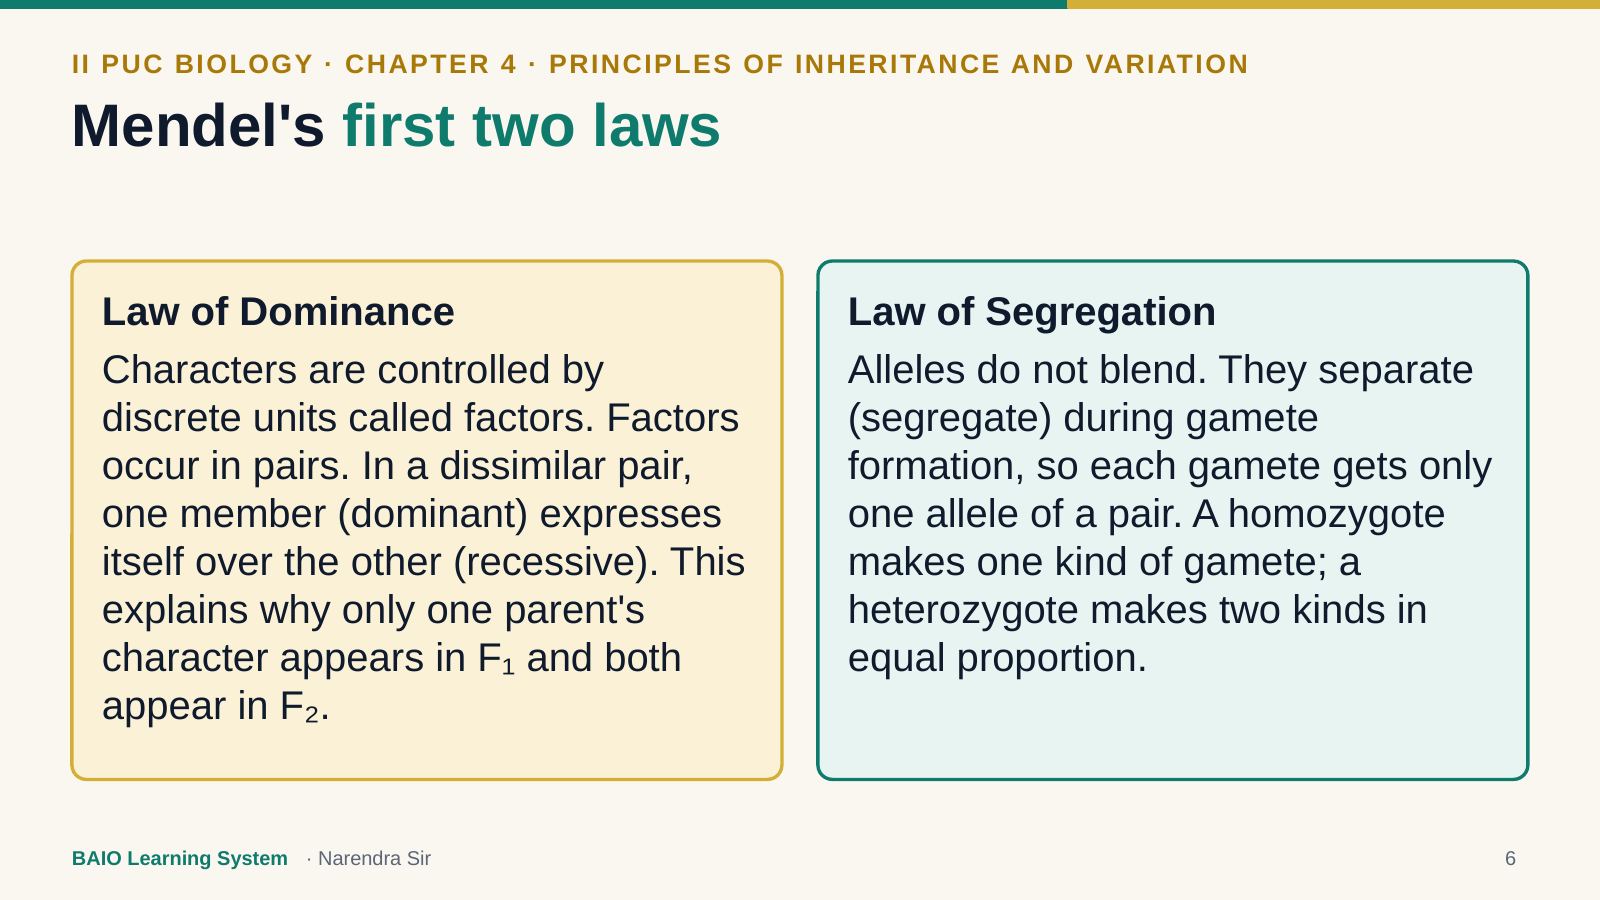 II PUC BIOLOGY · CHAPTER 4 · PRINCIPLES OF INHERITANCE AND VARIATION
Mendel's first two laws
Law of Dominance
Characters are controlled by
discrete units called factors. Factors
occur in pairs. In a dissimilar pair,
one member (dominant) expresses
itself over the other (recessive). This
explains why only one parent's
character appears in F₁ and both
appear in F₂.
Law of Segregation
Alleles do not blend. They separate
(segregate) during gamete
formation, so each gamete gets only
one allele of a pair. A homozygote
makes one kind of gamete; a
heterozygote makes two kinds in
equal proportion.
BAIO Learning System · Narendra Sir
6